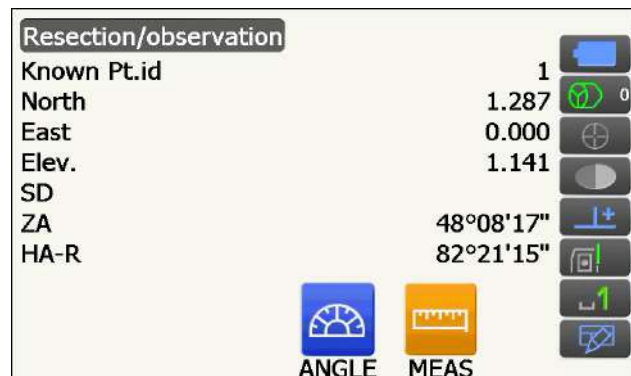 Resection/observation
Known Pt.id 1
North 1.287
East 0.000
Elev. 1.141
SD
ZA 48°08'17"
HA-R 82°21'15"
0
1
ANGLE MEAS